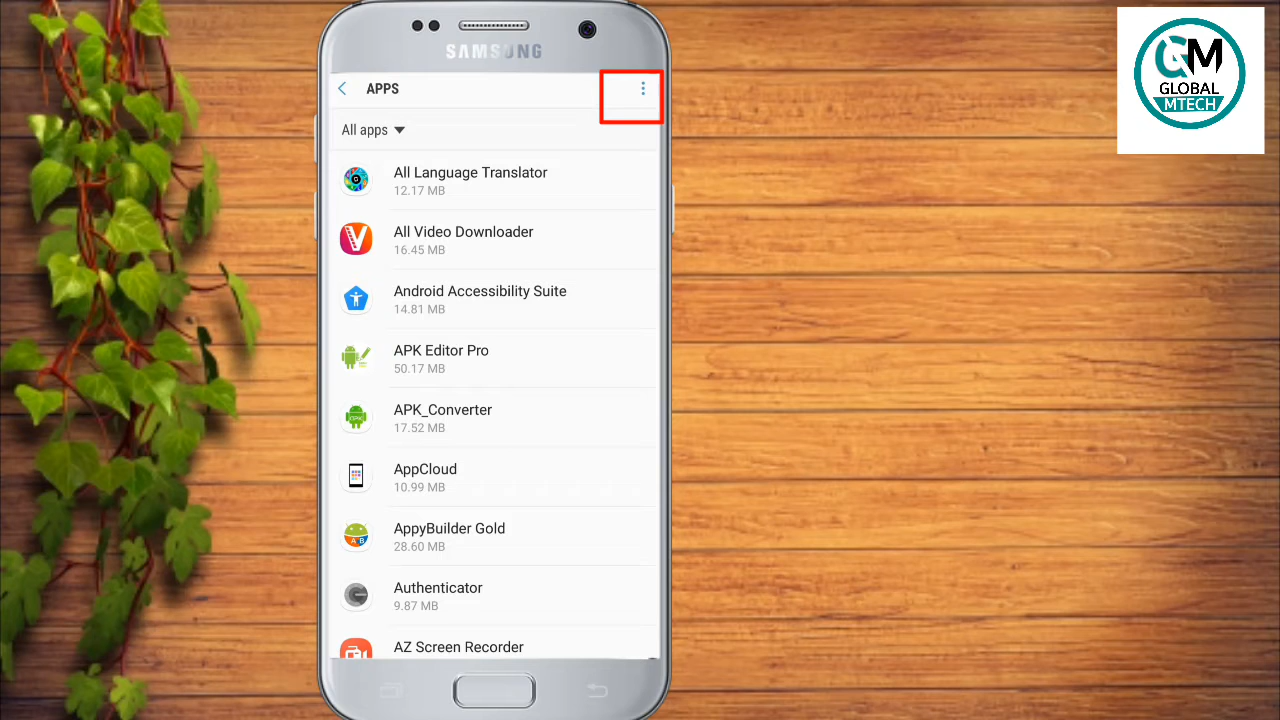 SAMSUNG
APPS
All apps
All Language Translator
12.17 MB
All Video Downloader
16.45 MB
Android Accessibility Suite
14.81 MB
APK Editor Pro
50.17 MB
APK_Converter
17.52 MB
AppCloud
10.99 MB
AppyBuilder Gold
28.60 MB
Authenticator
9.87 MB
AZ Screen Recorder
GM
GLOBAL
MTECH